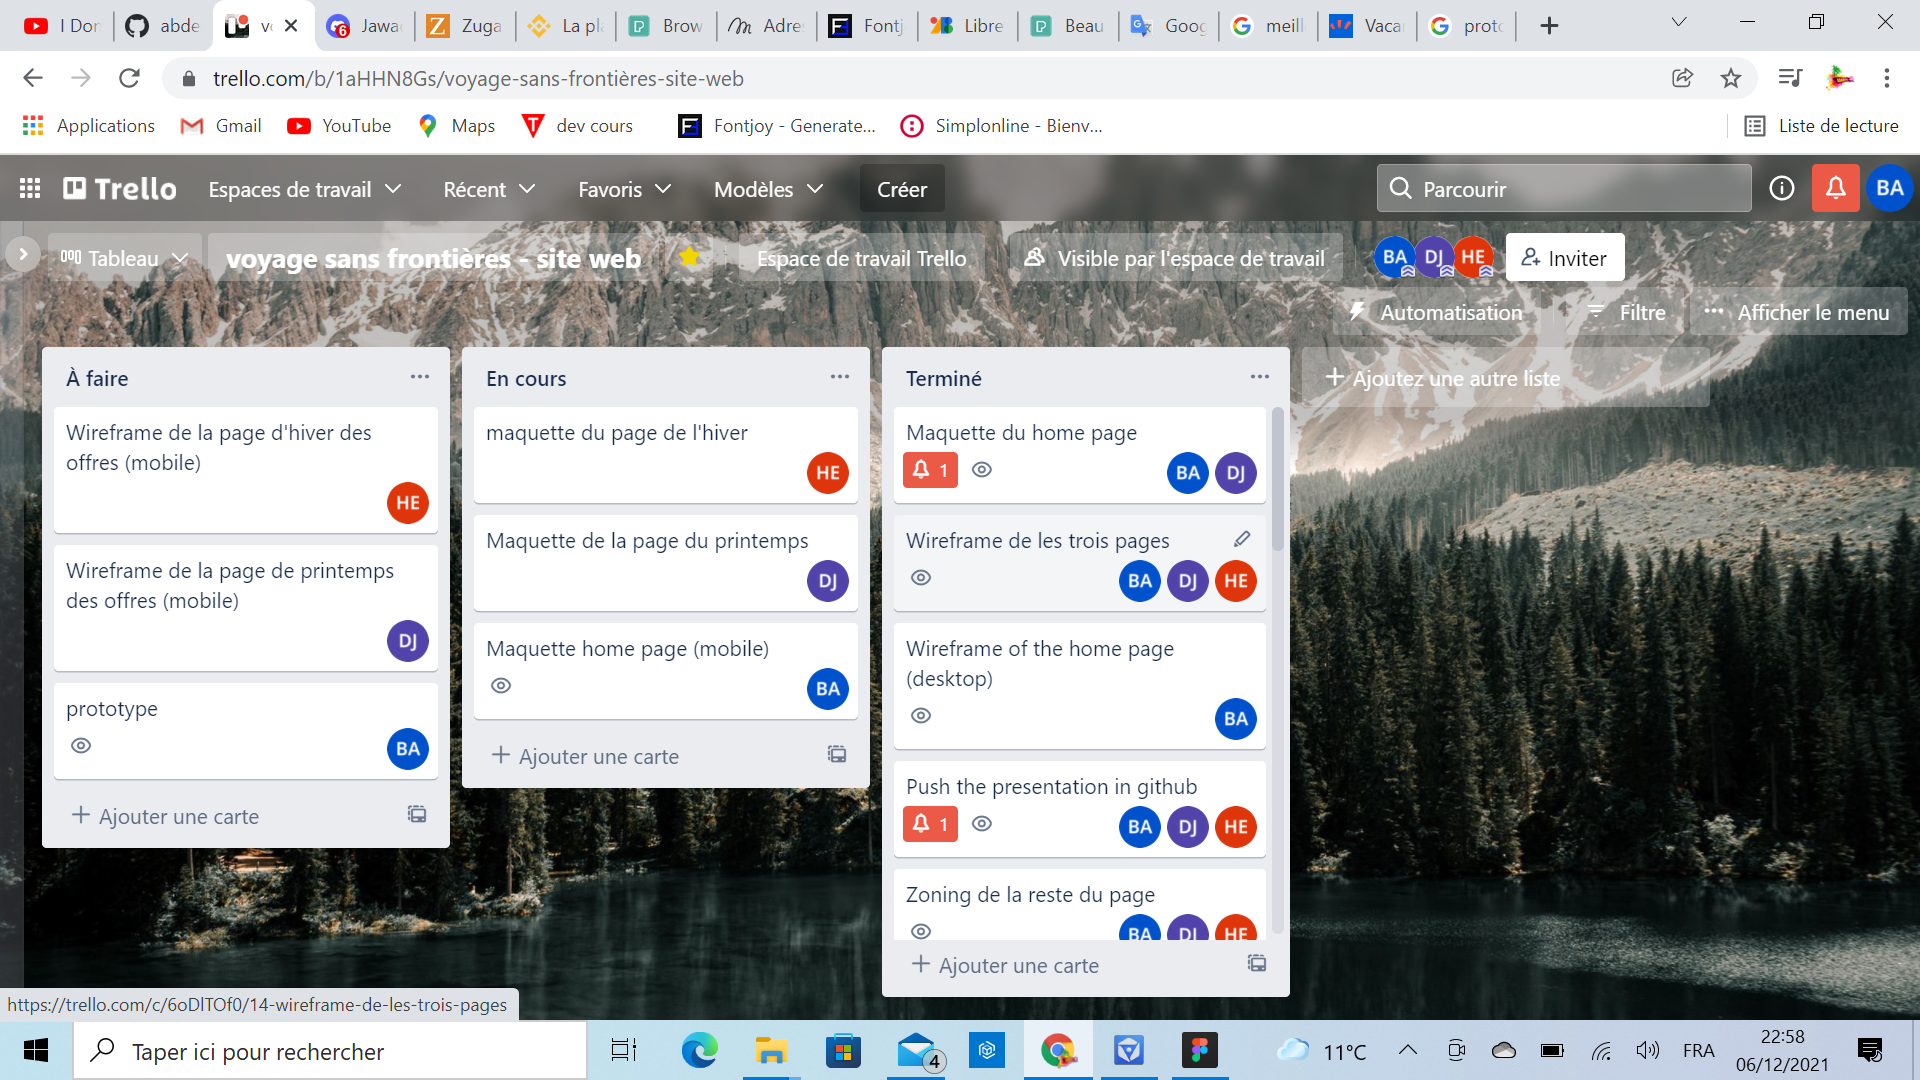 I Don
abde
vo
Jawa
Zuga
La pl
Brow
Adres
Fontj
Libre
Beau
Goog
meill
Vaca
proto
trello.com/b/1aHHN8Gs/voyage-sans-frontières-site-web
Applications
Gmail
YouTube
Maps
dev cours
Fontjoy - Generate...
Simplonline - Bienv...
Liste de lecture
Trello
Espaces de travail
Récent
Favoris
Modèles
Créer
Parcourir
BA
Tableau
voyage sans frontières - site web
Espace de travail Trello
Visible par l'espace de travail
BA DJ HE
Inviter
Automatisation
Filtre
Afficher le menu
À faire
Wireframe de la page d'hiver des
offres (mobile)
HE
Wireframe de la page de printemps
des offres (mobile)
DJ
prototype
BA
Ajouter une carte
En cours
maquette du page de l'hiver
HE
Maquette de la page du printemps
DJ
Maquette home page (mobile)
BA
Ajouter une carte
Terminé
Maquette du home page
1
BA DJ
Wireframe de les trois pages
BA DJ HE
Wireframe of the home page
(desktop)
BA
Push the presentation in github
1
BA DJ HE
Zoning de la reste du page
BA DJ HE
Ajouter une carte
Ajoutez une autre liste
https://trello.com/c/6oDlTOf0/14-wireframe-de-les-trois-pages
Taper ici pour rechercher
4
11°C
FRA
22:58
06/12/2021